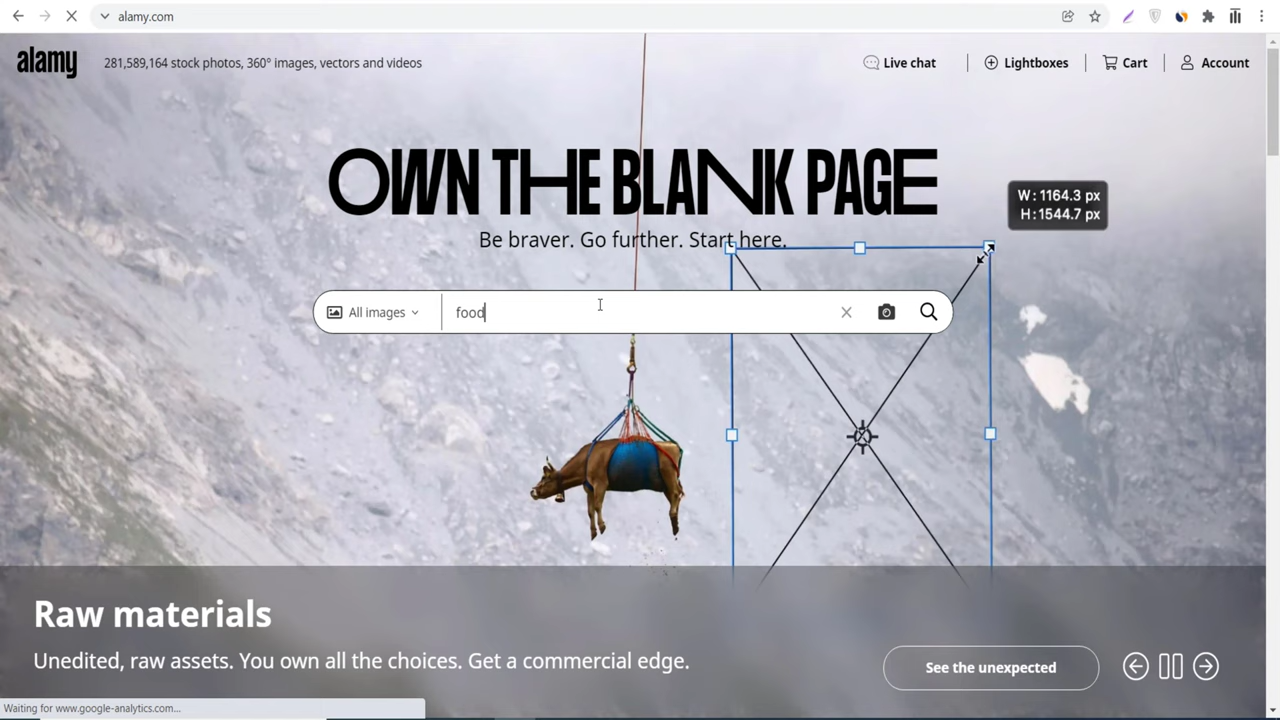 alamy.com
alamy
281,589,164 stock photos, 360° images, vectors and videos
Live chat
Lightboxes
Cart
Account
OWN THE BLANK PAGE
Be braver. Go further. Start here.
W: 1164.3 px
H: 1544.7 px
All images
food
Raw materials
Unedited, raw assets. You own all the choices. Get a commercial edge.
See the unexpected
Waiting for www.google-analytics.com...